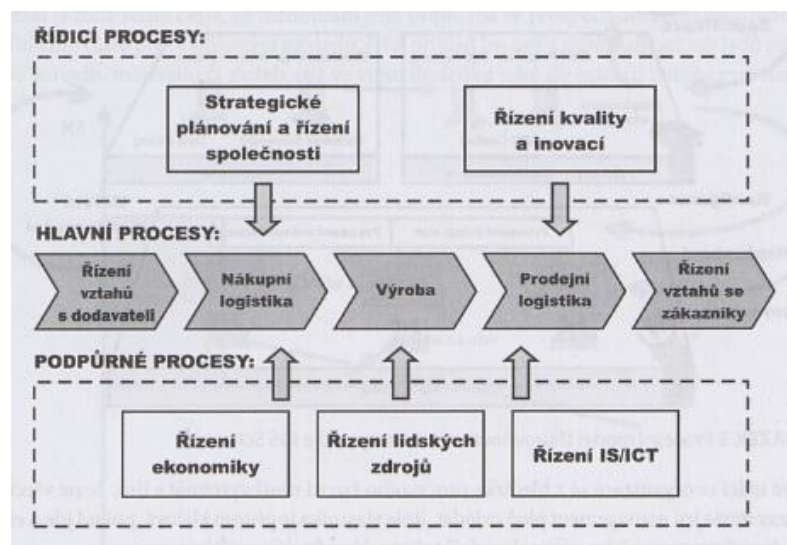 ŘÍDICÍ PROCESY:
Strategické
plánování a řízení
společnosti
Řízení kvality
a inovací
HLAVNÍ PROCESY:
Řízení
vztahů
s dodavateli
Nákupní
logistika
Výroba
Prodejní
logistika
Řízení
vztahů se
zákazníky
PODPŮRNÉ PROCESY:
Řízení
ekonomiky
Řízení lidských
zdrojů
Řízení IS/ICT